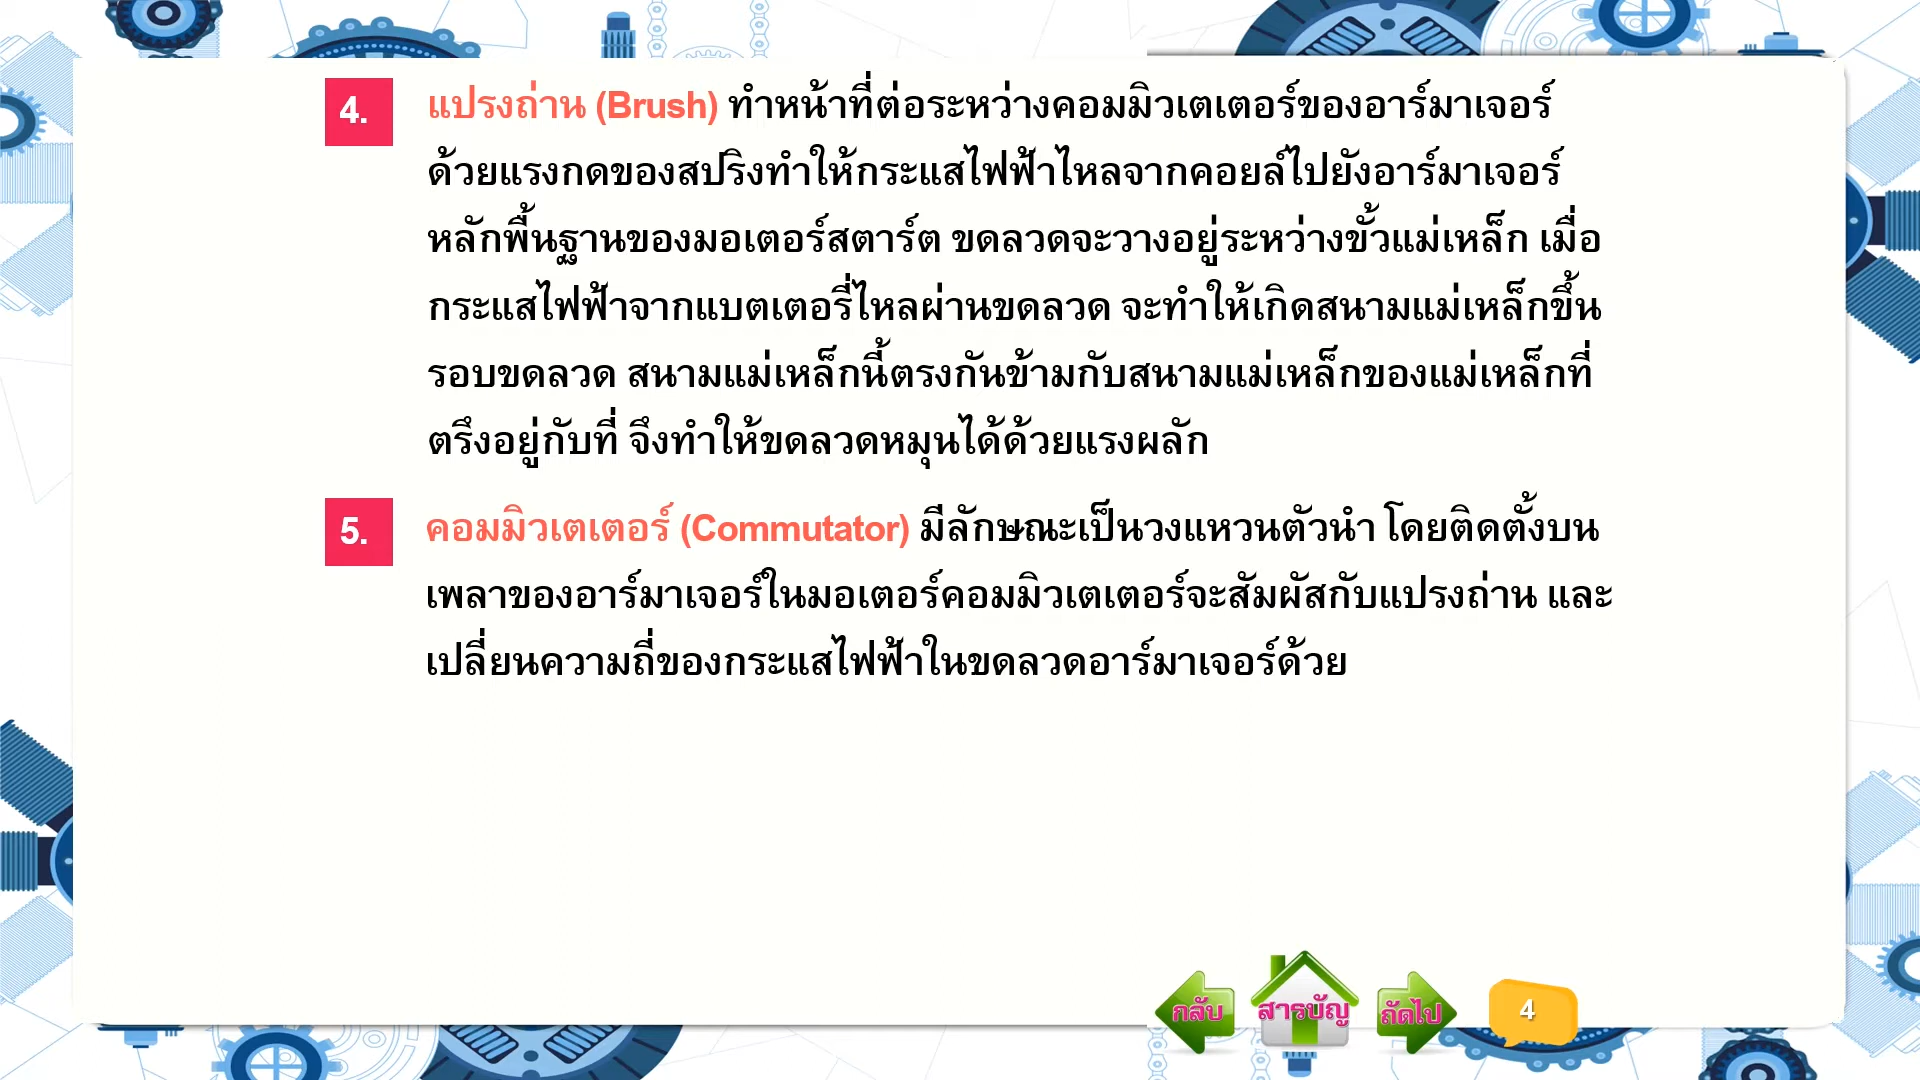 4. แปรงถ่าน (Brush) ทำหน้าที่ต่อระหว่างคอมมิวเตเตอร์ของอาร์มาเจอร์
ด้วยแรงกดของสปริงทำให้กระแสไฟฟ้าไหลจากคอยล์ไปยังอาร์มาเจอร์
หลักพื้นฐานของมอเตอร์สตาร์ต ขดลวดจะวางอยู่ระหว่างขั้วแม่เหล็ก เมื่อ
กระแสไฟฟ้าจากแบตเตอรี่ไหลผ่านขดลวด จะทำให้เกิดสนามแม่เหล็กขึ้น
รอบขดลวด สนามแม่เหล็กนี้ตรงกันข้ามกับสนามแม่เหล็กของแม่เหล็กที่
ตรึงอยู่กับที่ จึงทำให้ขดลวดหมุนได้ด้วยแรงผลัก
5. คอมมิวเตเตอร์ (Commutator) มีลักษณะเป็นวงแหวนตัวนำ โดยติดตั้งบน
เพลาของอาร์มาเจอร์ในมอเตอร์คอมมิวเตเตอร์จะสัมผัสกับแปรงถ่าน และ
เปลี่ยนความถี่ของกระแสไฟฟ้าในขดลวดอาร์มาเจอร์ด้วย
กลับ สารบัญ ถัดไป 4